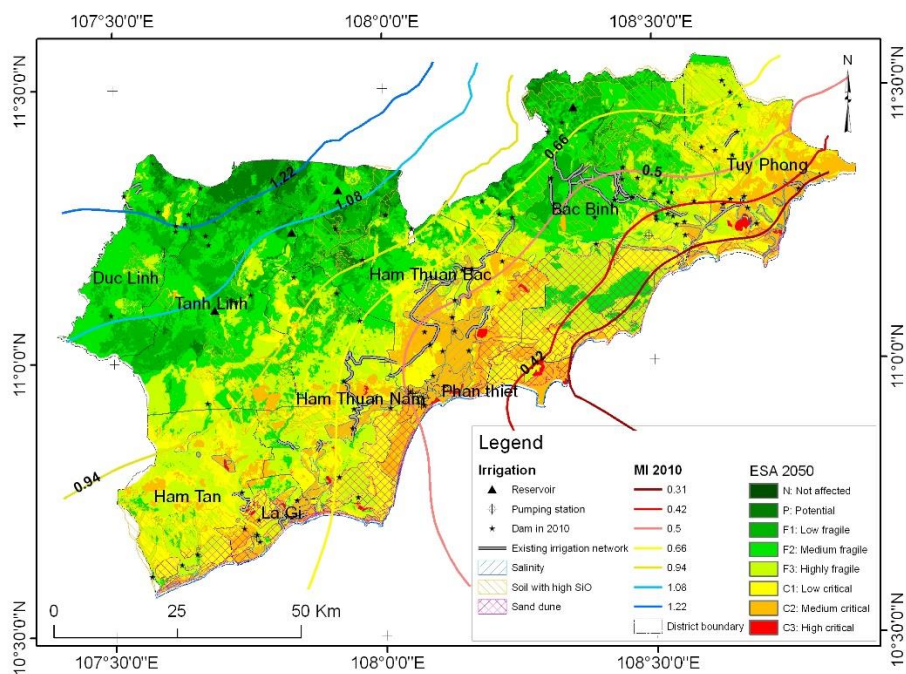 107°30'0"E 108°0'0"E 108°30'0"E
11°30'0"N
11°30'0"N
N
0.66
Tuy Phong
0.5
1.22
1.08
Bac Binh
Duc Linh
Ham Thuan Bac
Tanh Linh
11°0'0"N
11°0'0"N
0.42
Ham Thuan Nam
Phan thiet
0.94
Ham Tan
La Gi
Legend
Irrigation
Reservoir
Pumping station
Dam in 2010
Existing irrigation network
Salinity
Soil with high SiO
Sand dune
MI 2010
0.31
0.42
0.5
0.66
0.94
1.08
1.22
District boundary
ESA 2050
N: Not affected
P: Potential
F1: Low fragile
F2: Medium fragile
F3: Highly fragile
C1: Low critical
C2: Medium critical
C3: High critical
0 25 50 Km
10°30'0"N
10°30'0"N
107°30'0"E 108°0'0"E 108°30'0"E